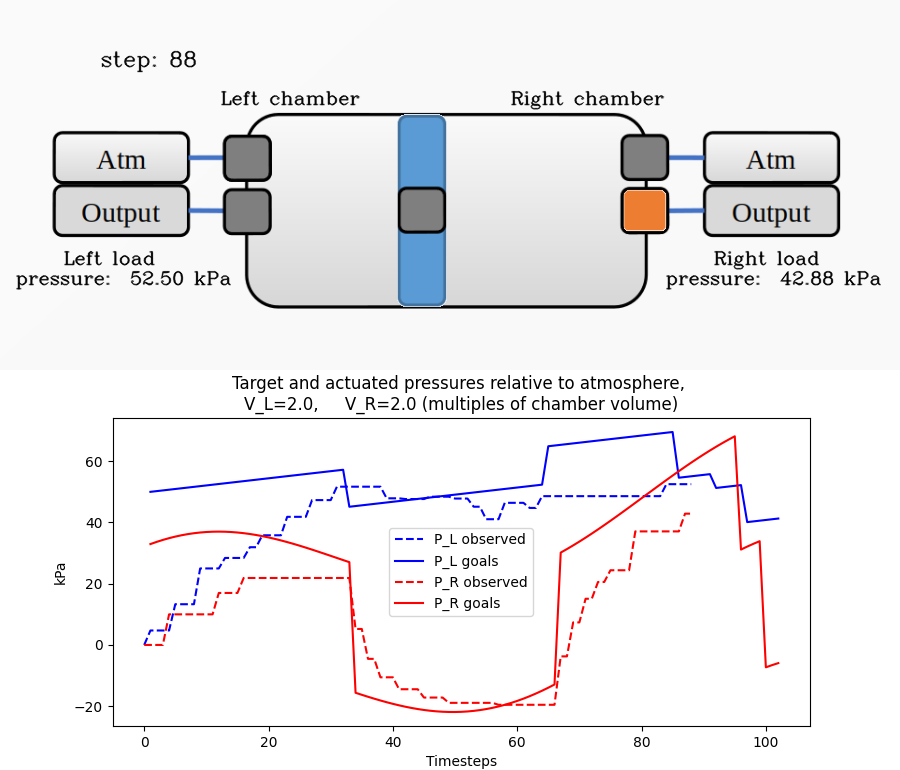 step: 88
Left chamber
Right chamber
Atm
Atm
Output
Output
Left load
pressure: 52.50 kPa
Right load
pressure: 42.88 kPa
Target and actuated pressures relative to atmosphere,
V_L=2.0, V_R=2.0 (multiples of chamber volume)
kPa
60
40
20
0
−20
P_L observed
P_L goals
P_R observed
P_R goals
0 20 40 60 80 100
Timesteps